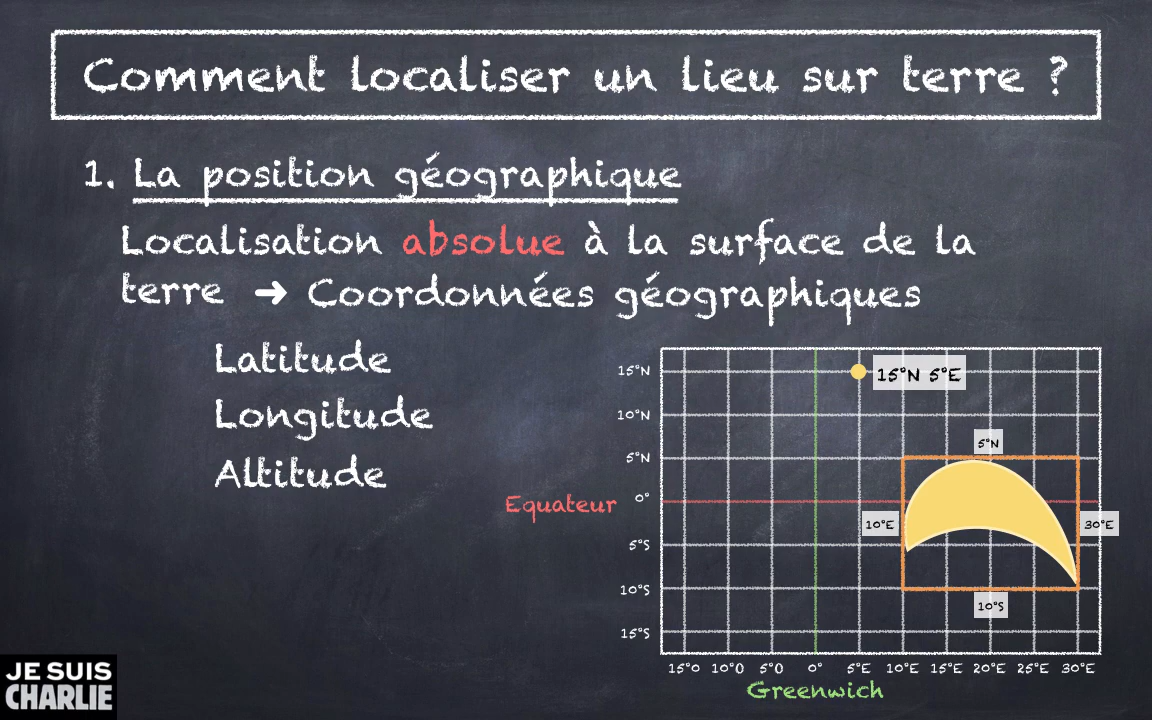 Comment localiser un lieu sur terre ?
1. La position géographique
Localisation absolue à la surface de la
terre ➜ Coordonnées géographiques
Latitude
Longitude
Altitude
15°N
10°N
5°N
Equateur 0°
5°S
10°S
15°S
15°N 5°E
5°N
10°E
30°E
10°S
15°O 10°O 5°O 0° 5°E 10°E 15°E 20°E 25°E 30°E
Greenwich
JE SUIS
CHARLIE